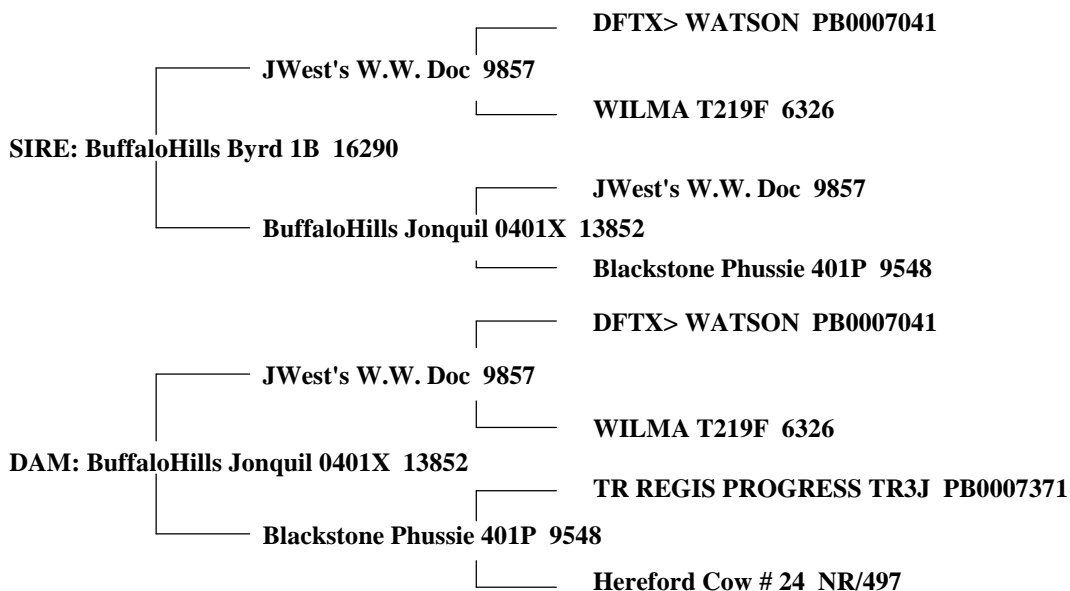 DFTX> WATSON PB0007041
JWest's W.W. Doc 9857
WILMA T219F 6326
SIRE: BuffaloHills Byrd 1B 16290
JWest's W.W. Doc 9857
BuffaloHills Jonquil 0401X 13852
Blackstone Phussie 401P 9548
DFTX> WATSON PB0007041
JWest's W.W. Doc 9857
WILMA T219F 6326
DAM: BuffaloHills Jonquil 0401X 13852
TR REGIS PROGRESS TR3J PB0007371
Blackstone Phussie 401P 9548
Hereford Cow # 24 NR/497